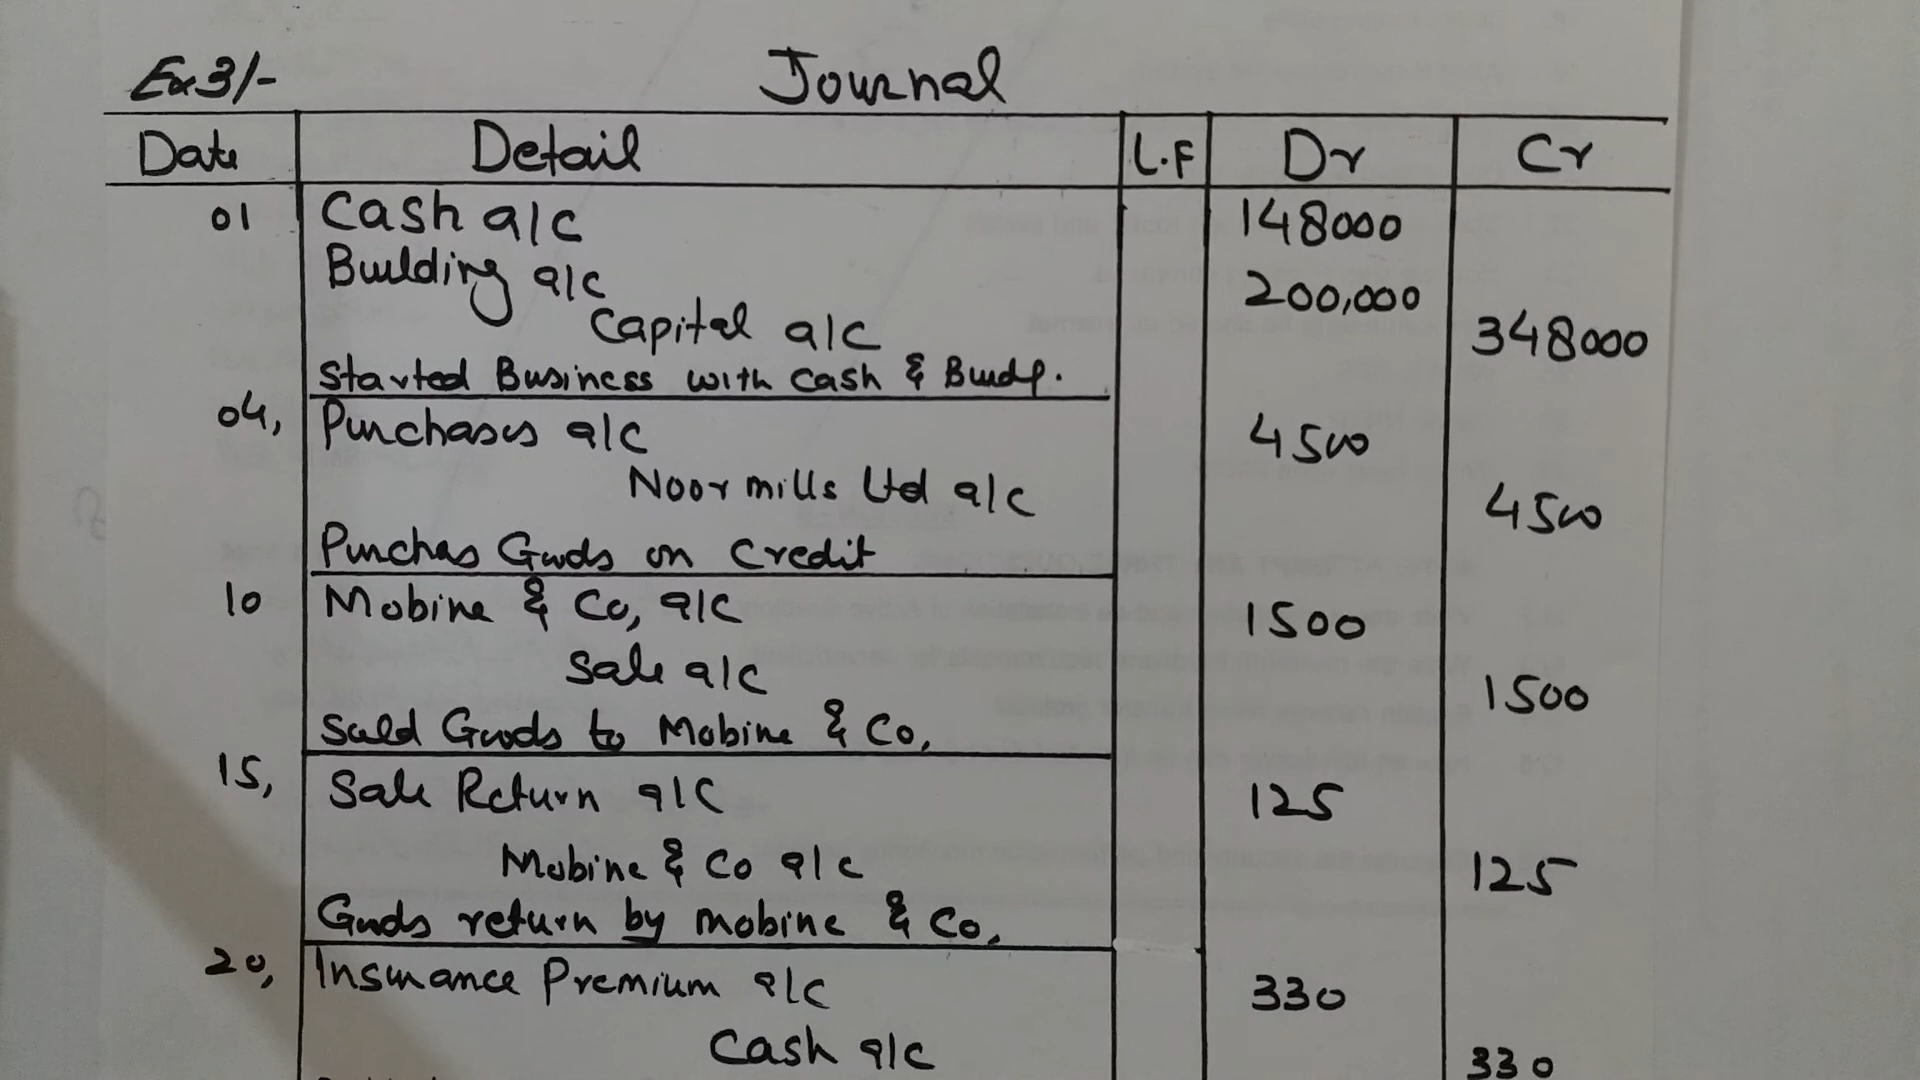 Ex3/- Journal
Date Detail L.F Dr Cr
01 Cash a/c 148000
Building a/c 200,000
Capital a/c 348000
Started Business with Cash & Buidg.
04, Purchases a/c 4500
Noor mills Ltd a/c 4500
Purchas Goods on Credit
10 Mobine & Co, a/c 1500
Sale a/c 1500
Sold Goods to Mobine & Co,
15, Sale Return a/c 125
Mobine & Co a/c 125
Goods return by mobine & Co,
20, Insurance Premium a/c 330
Cash a/c 330